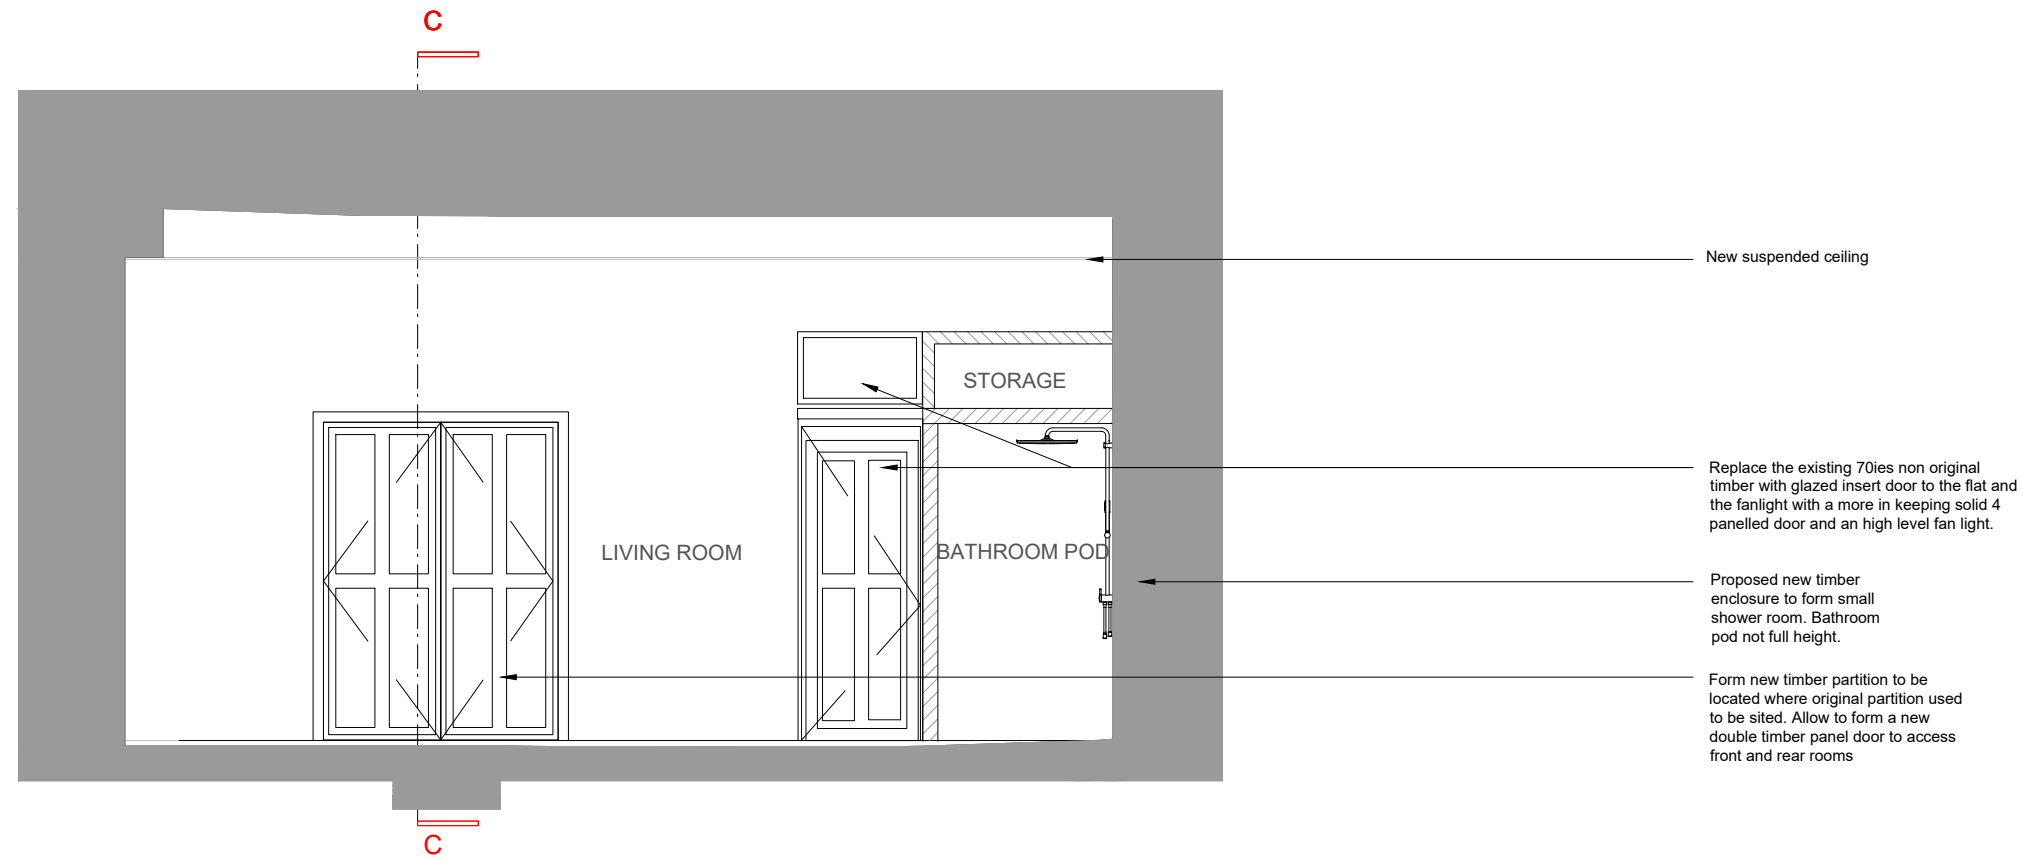 C
New suspended ceiling
STORAGE
Replace the existing 70ies non original
timber with glazed insert door to the flat and
the fanlight with a more in keeping solid 4
panelled door and an high level fan light.
LIVING ROOM
BATHROOM POD
Proposed new timber
enclosure to form small
shower room. Bathroom
pod not full height.
Form new timber partition to be
located where original partition used
to be sited. Allow to form a new
double timber panel door to access
front and rear rooms
C